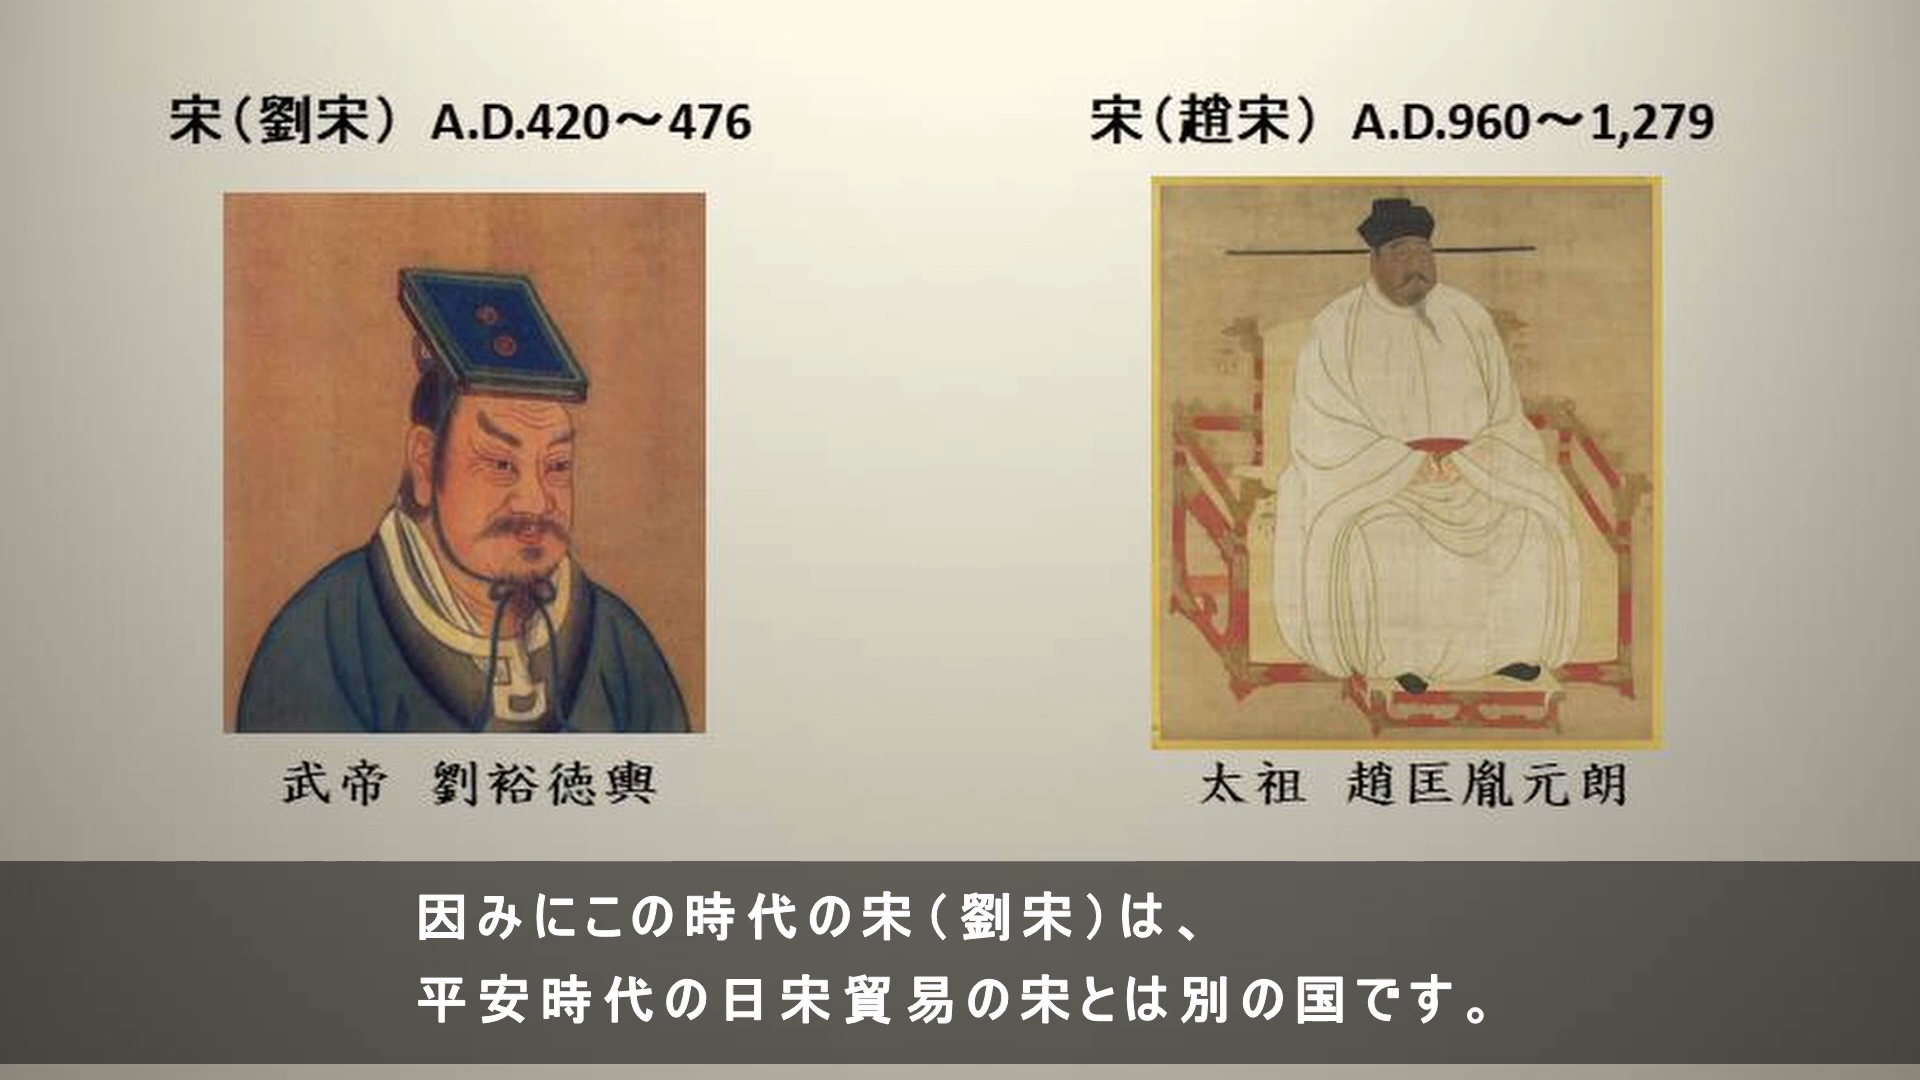 宋（劉宋） A.D.420～476
宋（趙宋） A.D.960～1,279
武帝 劉裕徳輿
太祖 趙匡胤元朗
因みにこの時代の宋（劉宋）は、
平安時代の日宋貿易の宋とは別の国です。